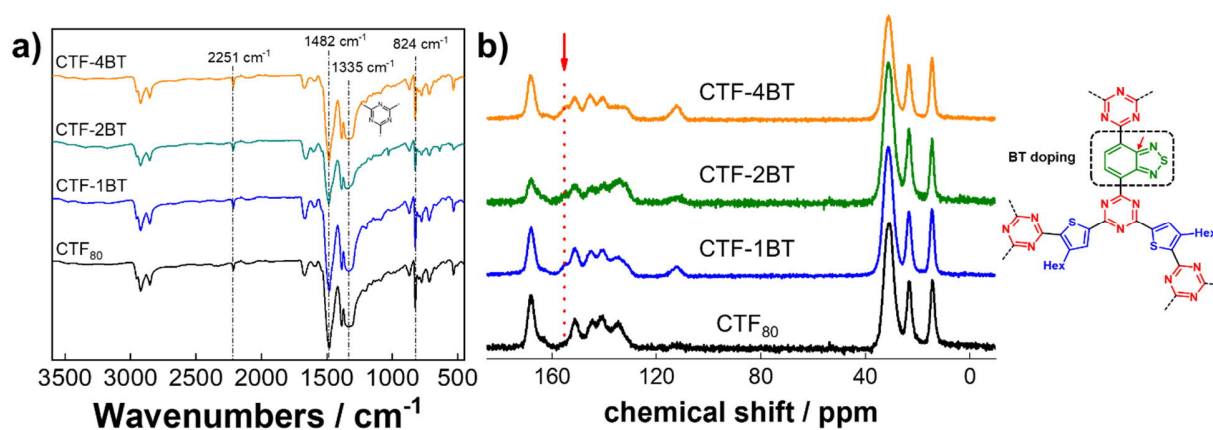 a)
2251 cm⁻¹
1482 cm⁻¹
1335 cm⁻¹
824 cm⁻¹
CTF-4BT
CTF-2BT
CTF-1BT
CTF₈₀
N
N
N
3500 3000 2500 2000 1500 1000 500
Wavenumbers / cm⁻¹
b)
CTF-4BT
CTF-2BT
CTF-1BT
CTF₈₀
160 120 80 40 0
chemical shift / ppm
BT doping
N N
N
N
S
N
N N
N
N N
N
S
S
Hex
Hex
N N
N